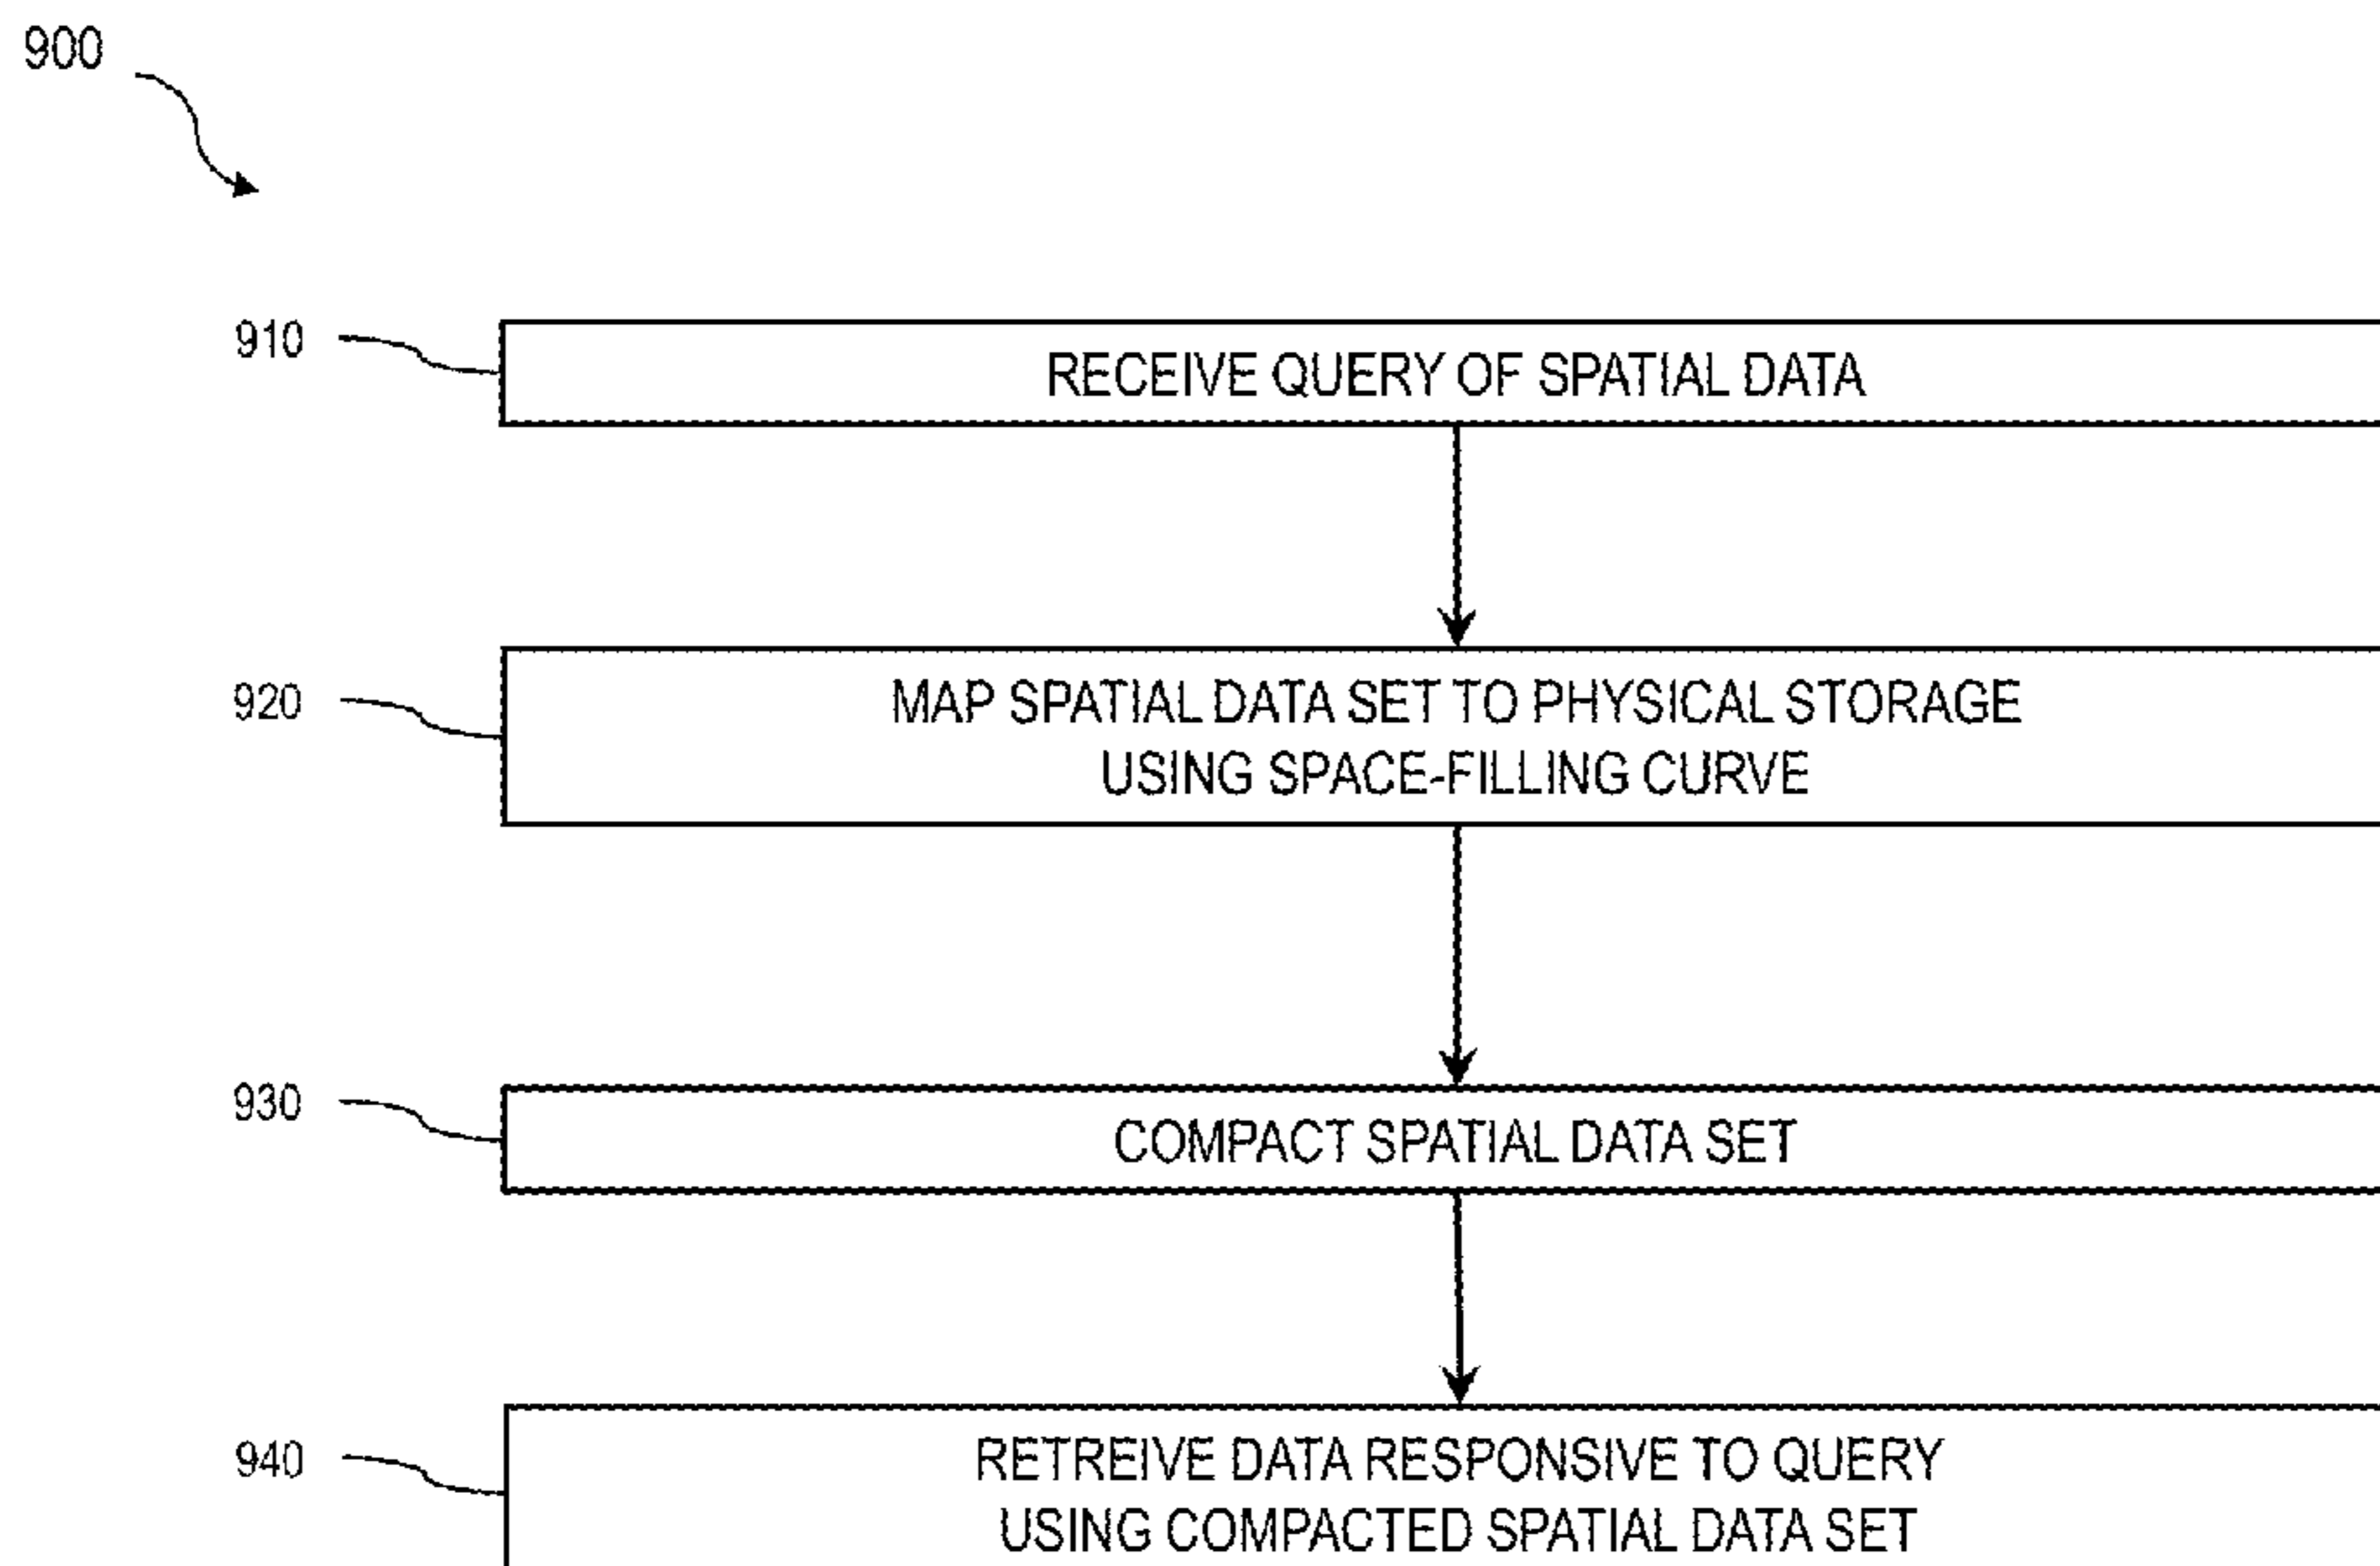 900
910
RECEIVE QUERY OF SPATIAL DATA
920
MAP SPATIAL DATA SET TO PHYSICAL STORAGE
USING SPACE-FILLING CURVE
930
COMPACT SPATIAL DATA SET
940
RETREIVE DATA RESPONSIVE TO QUERY
USING COMPACTED SPATIAL DATA SET